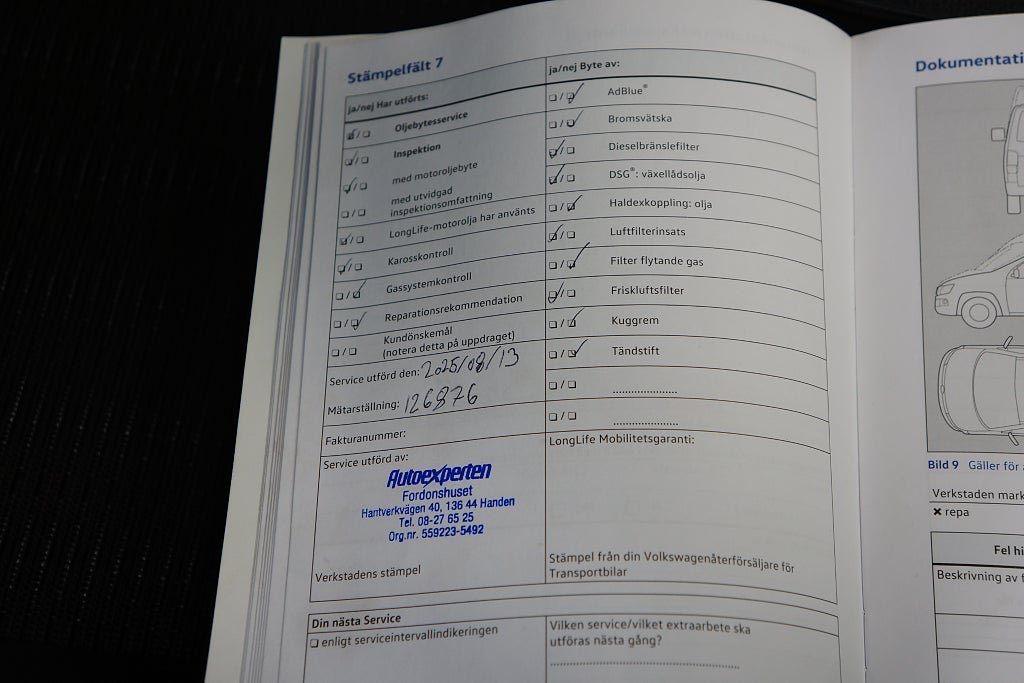 Stämpelfält 7
ja/nej Har utförts:
Oljebytesservice
Inspektion
med motoroljebyte
med utvidgad
inspektionsomfattning
LongLife-motorolja har använts
Karosskontroll
Gassystemkontroll
Reparationsrekommendation
Kundönskemål
(notera detta på uppdraget)
Service utförd den: 2025/08/13
Mätarställning: 126876
Fakturanummer:
Service utförd av:
Autoexperten
Fordonshuset
Hantverkvägen 40, 136 44 Handen
Tel. 08-27 65 25
Org.nr. 559223-5492
Verkstadens stämpel
ja/nej Byte av:
AdBlue®
Bromsvätska
Dieselbränslefilter
DSG®: växellådsolja
Haldexkoppling: olja
Luftfilterinsats
Filter flytande gas
Friskluftsfilter
Kuggrem
Tändstift
LongLife Mobilitetsgaranti:
Stämpel från din Volkswagenåterförsäljare för
Transportbilar
Din nästa Service
enligt serviceintervallindikeringen
Vilken service/vilket extraarbete ska
utföras nästa gång?
Dokumentati
Bild 9 Gäller för
Verkstaden mark
✖ repa
Fel hi
Beskrivning av f